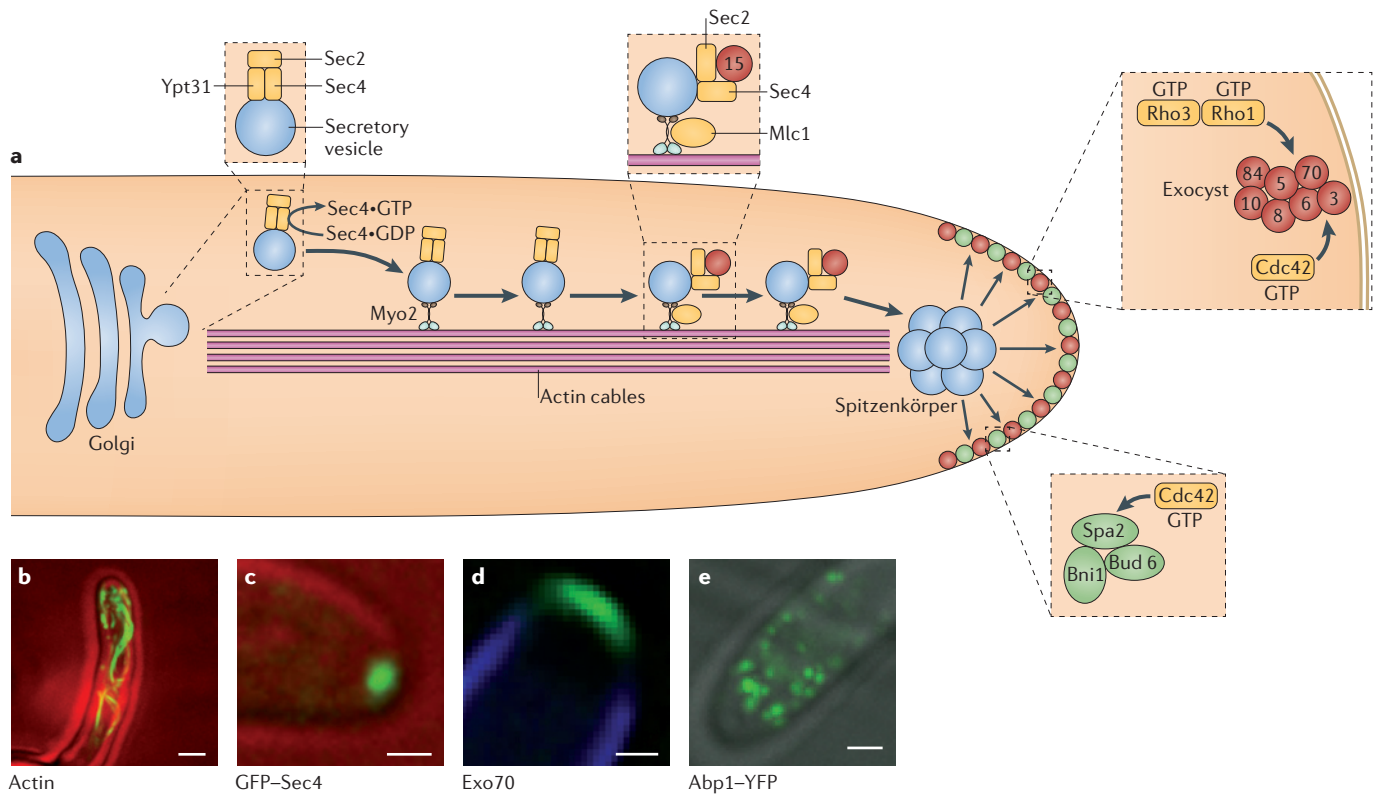 Sec2
Sec2
Ypt31
Sec4
Secretory
vesicle
15
Sec4
Mlc1
GTP
GTP
Rho3
Rho1
84
5
70
Exocyst
10
8
6
3
Cdc42
GTP
a
Sec4•GTP
Sec4•GDP
Myo2
Actin cables
Golgi
Spitzenkörper
Cdc42
GTP
Spa2
Bni1
Bud 6
b
c
d
e
Actin
GFP–Sec4
Exo70
Abp1–YFP